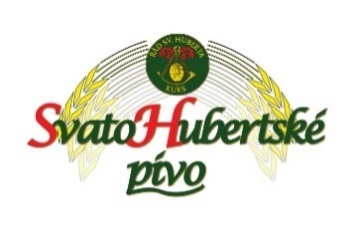 ŘÁD SV. HUBERTA
KUKS
SvatoHubertské
pivo